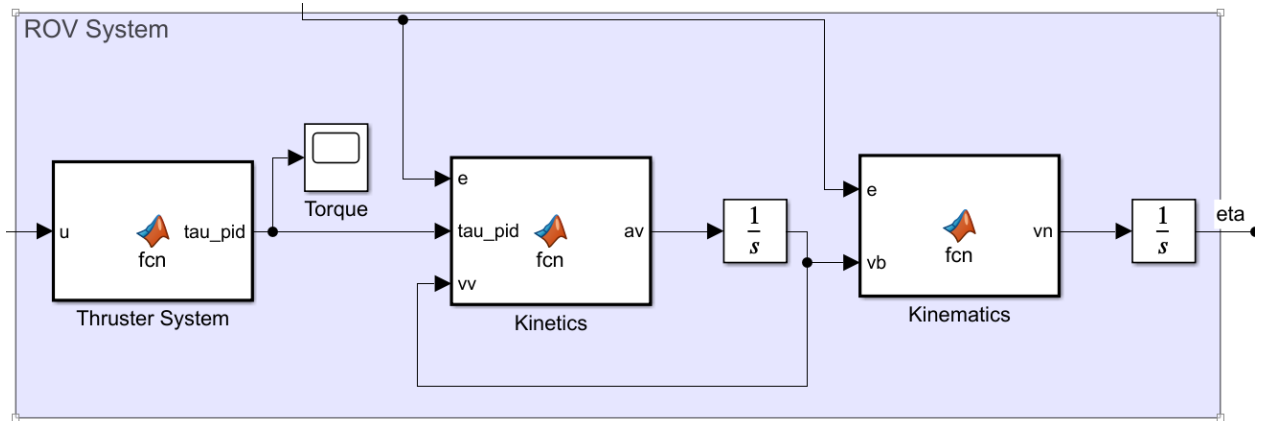 ROV System
u
fcn
tau_pid
Thruster System
Torque
e
tau_pid
vv
fcn
av
Kinetics
1
s
e
vb
fcn
vn
Kinematics
1
s
eta